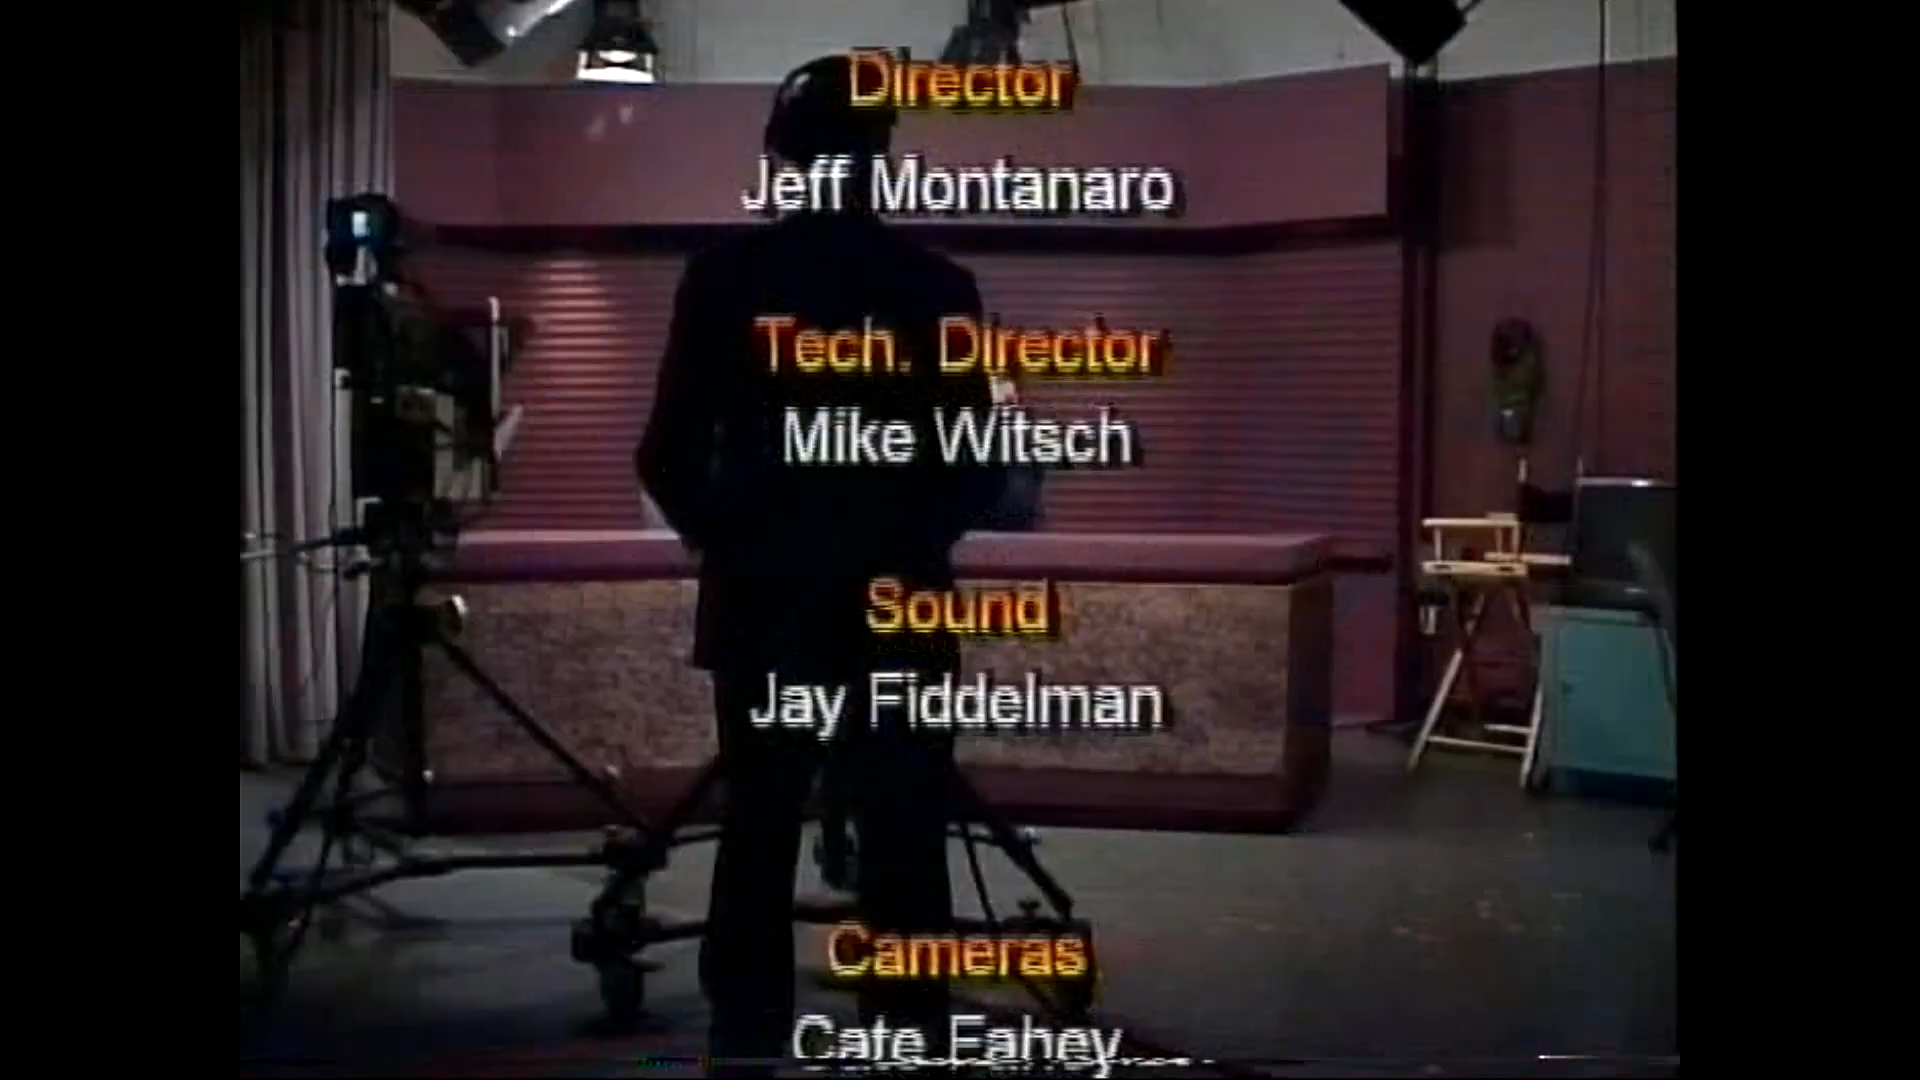 Director
Jeff Montanaro
Tech. Director
Mike Witsch
Sound
Jay Fiddelman
Cameras
Cate Fahey